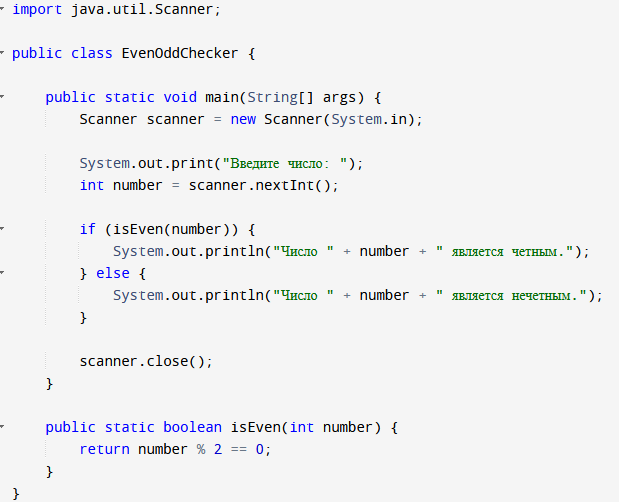 import java.util.Scanner;
public class EvenOddChecker {
public static void main(String[] args) {
Scanner scanner = new Scanner(System.in);
System.out.print("Введите число: ");
int number = scanner.nextInt();
if (isEven(number)) {
System.out.println("Число " + number + " является четным.");
} else {
System.out.println("Число " + number + " является нечетным.");
}
scanner.close();
}
public static boolean isEven(int number) {
return number % 2 == 0;
}
}